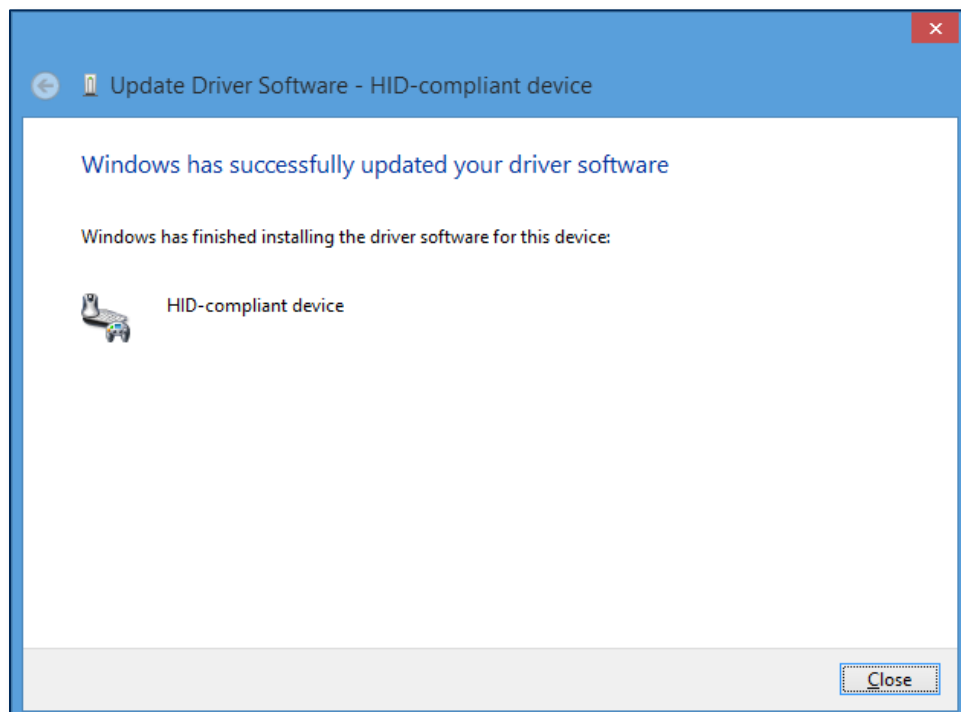 Update Driver Software - HID-compliant device
Windows has successfully updated your driver software
Windows has finished installing the driver software for this device:
HID-compliant device
Close